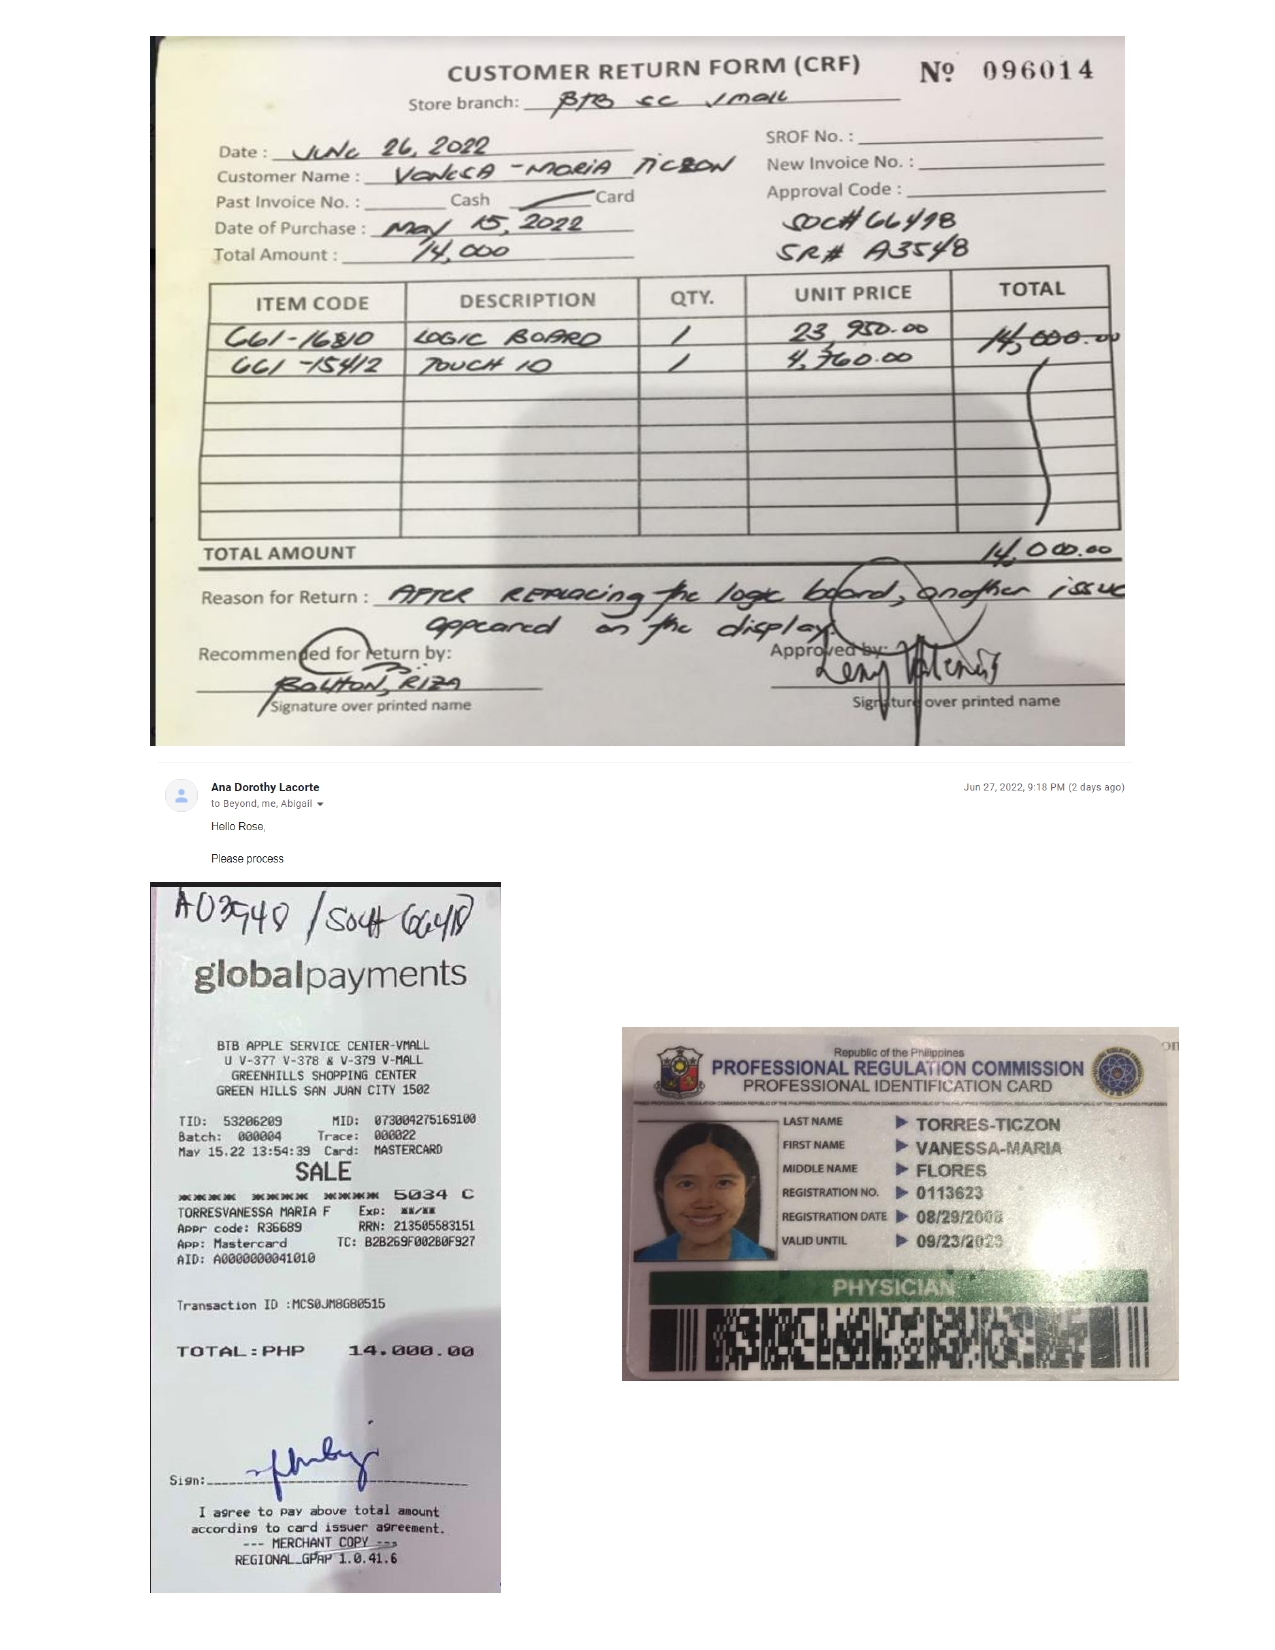 CUSTOMER RETURN FORM (CRF) Nº 096014
Store branch: BTB SC Vmall
Date : JUNE 26, 2022 SROF No. :
Customer Name : VANESSA -MARIA TICZON New Invoice No. :
Past Invoice No. : Cash Card Approval Code :
Date of Purchase : May 15, 2022 SOC# 66498
Total Amount : 14,000 SR# A3548
ITEM CODE DESCRIPTION QTY. UNIT PRICE TOTAL
661-16810 LOGIC BOARD 1 23,950.00 14,000.00
661-15412 TOUCH ID 1 4,760.00
TOTAL AMOUNT 14,000.00
Reason for Return : AFTER REPLACING the logic board, another issue
appeared on the display.
Recommended for return by: Approved by:
RIZA
Signature over printed name Signature over printed name
Ana Dorothy Lacorte Jun 27, 2022, 9:18 PM (2 days ago)
to Beyond, me, Abigail
Hello Rose,
Please process
globalpayments
BTB APPLE SERVICE CENTER-VMALL
U V-377 V-378 & V-379 V-MALL
GREENHILLS SHOPPING CENTER
GREEN HILLS SAN JUAN CITY 1502
TID: 53206209 MID: 073004275169100
Batch: 000004 Trace: 000022
May 15.22 13:54:39 Card: MASTERCARD
SALE
**** **** **** 5034 C
TORRESVANESSA MARIA F Exp: **/**
Appr code: R36689 RRN: 213505583151
App: Mastercard TC: B2B269F002B0F927
AID: A0000000041010
Transaction ID :MCS0JM8G80515
TOTAL:PHP 14.000.00
Sign:
I agree to pay above total amount
according to card issuer agreement.
--- MERCHANT COPY ---
REGIONAL_GPAP 1.0.41.6
Republic of the Philippines
PROFESSIONAL REGULATION COMMISSION
PROFESSIONAL IDENTIFICATION CARD
LAST NAME TORRES-TICZON
FIRST NAME VANESSA-MARIA
MIDDLE NAME FLORES
REGISTRATION NO. 0113623
REGISTRATION DATE 08/29/2008
VALID UNTIL 09/23/2023
PHYSICIAN